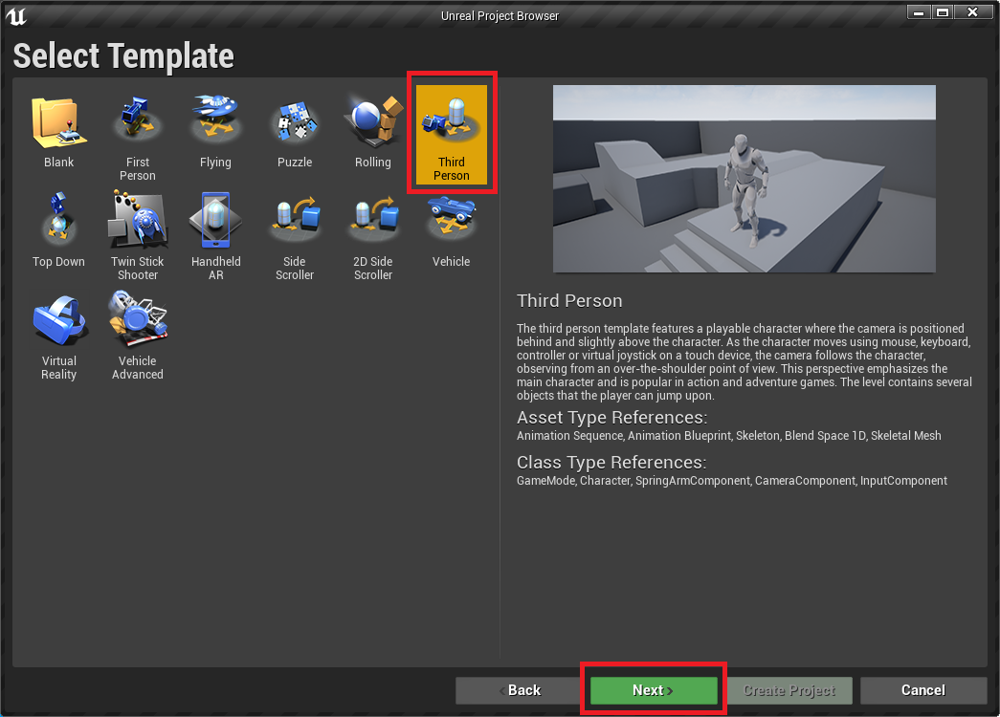 Unreal Project Browser
Select Template
Blank
First
Person
Flying
Puzzle
Rolling
Third
Person
Top Down
Twin Stick
Shooter
Handheld
AR
Side
Scroller
2D Side
Scroller
Vehicle
Virtual
Reality
Vehicle
Advanced
Third Person
The third person template features a playable character where the camera is positioned
behind and slightly above the character. As the character moves using mouse, keyboard,
controller or virtual joystick on a touch device, the camera follows the character,
observing from an over-the-shoulder point of view. This perspective emphasizes the
main character and is popular in action and adventure games. The level contains several
objects that the player can jump upon.
Asset Type References:
Animation Sequence, Animation Blueprint, Skeleton, Blend Space 1D, Skeletal Mesh
Class Type References:
GameMode, Character, SpringArmComponent, CameraComponent, InputComponent
< Back
Next >
Create Project
Cancel